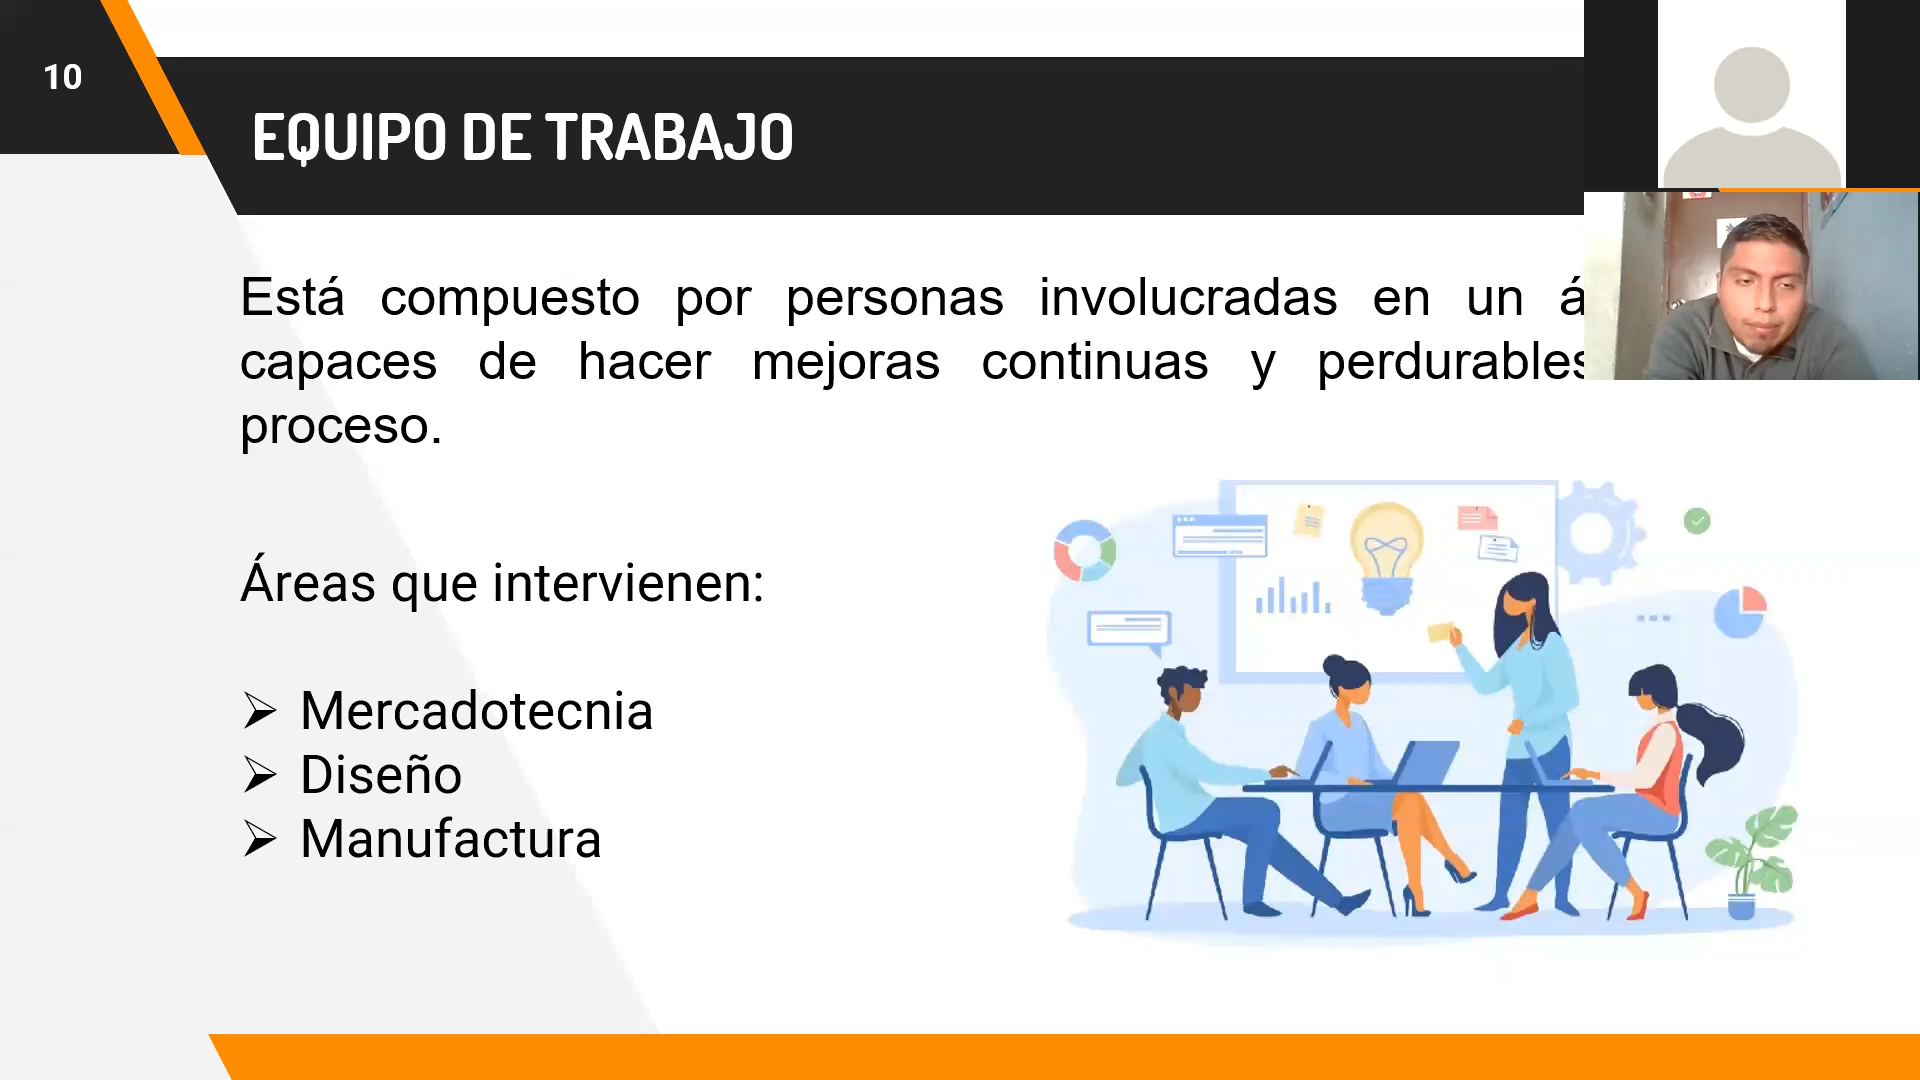 10
EQUIPO DE TRABAJO
Está compuesto por personas involucradas en un
capaces de hacer mejoras continuas y perdurables
proceso.
Áreas que intervienen:
➢ Mercadotecnia
➢ Diseño
➢ Manufactura